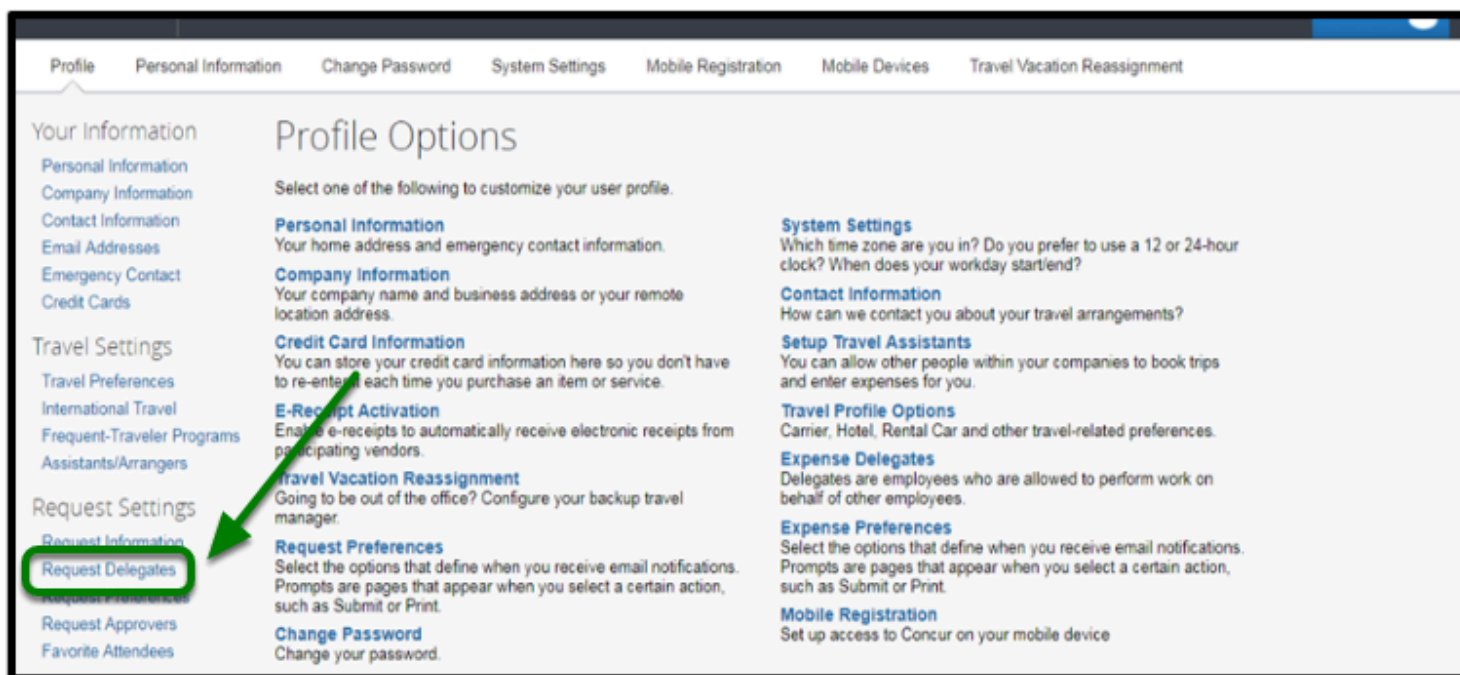 Profile Personal Information Change Password System Settings Mobile Registration Mobile Devices Travel Vacation Reassignment
Your Information
Personal Information
Company Information
Contact Information
Email Addresses
Emergency Contact
Credit Cards
Travel Settings
Travel Preferences
International Travel
Frequent-Traveler Programs
Assistants/Arrangers
Request Settings
Request Information
Request Delegates
Request Preferences
Request Approvers
Favorite Attendees
Profile Options
Select one of the following to customize your user profile.
Personal Information
Your home address and emergency contact information.
Company Information
Your company name and business address or your remote
location address.
Credit Card Information
You can store your credit card information here so you don't have
to re-enter it each time you purchase an item or service.
E-Receipt Activation
Enable e-receipts to automatically receive electronic receipts from
participating vendors.
Travel Vacation Reassignment
Going to be out of the office? Configure your backup travel
manager.
Request Preferences
Select the options that define when you receive email notifications.
Prompts are pages that appear when you select a certain action,
such as Submit or Print.
Change Password
Change your password.
System Settings
Which time zone are you in? Do you prefer to use a 12 or 24-hour
clock? When does your workday start/end?
Contact Information
How can we contact you about your travel arrangements?
Setup Travel Assistants
You can allow other people within your companies to book trips
and enter expenses for you.
Travel Profile Options
Carrier, Hotel, Rental Car and other travel-related preferences.
Expense Delegates
Delegates are employees who are allowed to perform work on
behalf of other employees.
Expense Preferences
Select the options that define when you receive email notifications.
Prompts are pages that appear when you select a certain action,
such as Submit or Print.
Mobile Registration
Set up access to Concur on your mobile device